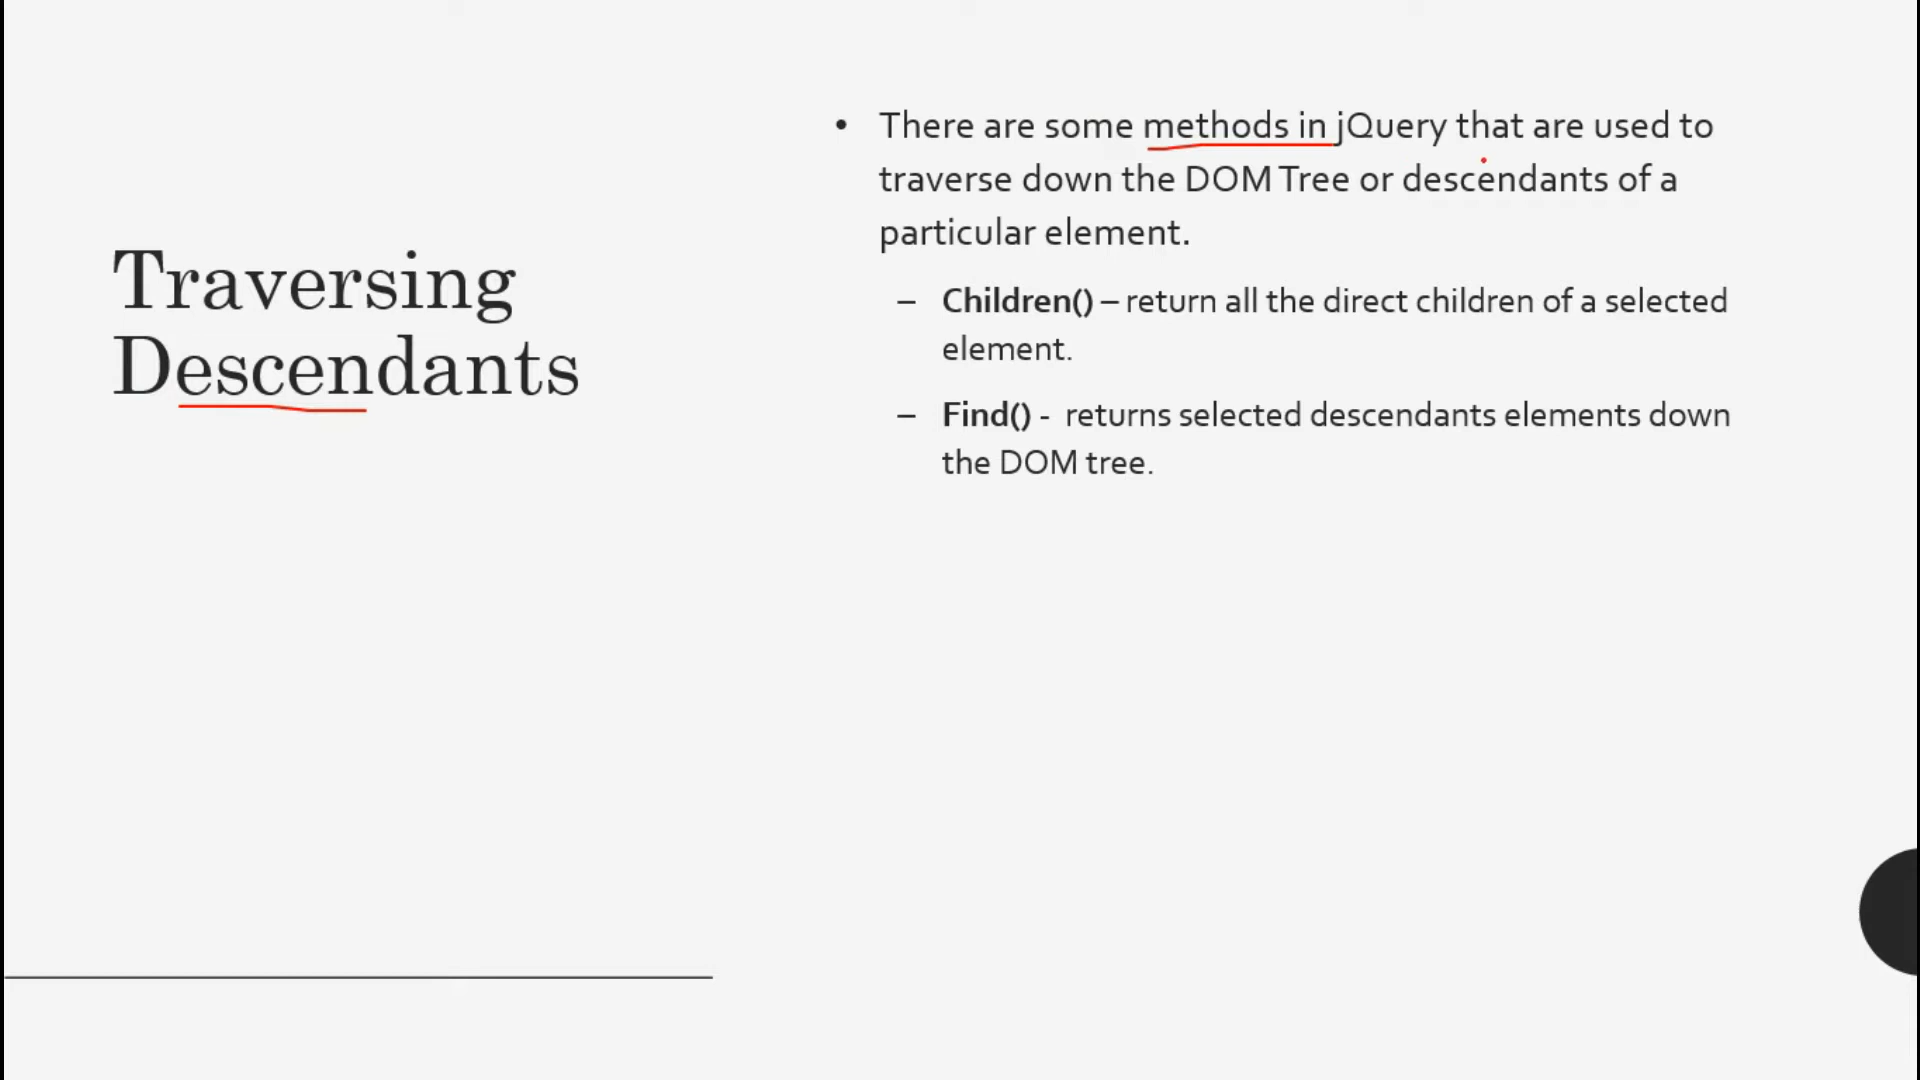 Traversing
Descendants
• There are some methods in jQuery that are used to
traverse down the DOM Tree or descendants of a
particular element.
– Children() – return all the direct children of a selected
element.
– Find() - returns selected descendants elements down
the DOM tree.